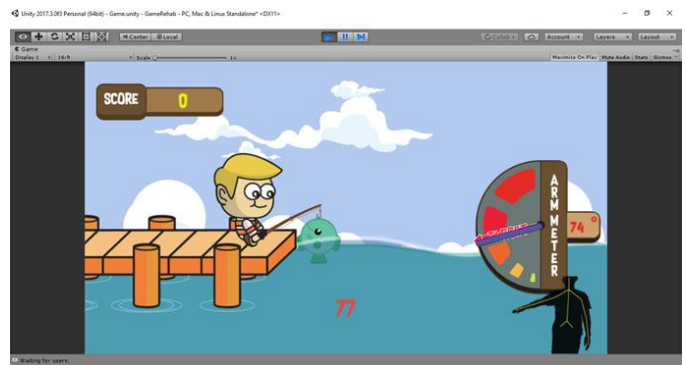 Unity 2017.3.0f3 Personal (64bit) - Game.unity - GameRehab - PC, Mac & Linux Standalone* <DX11>
Center Local Collab Account Layers Layout
Game
Display 1 16:9 Scale 1x Maximize On Play Mute Audio Stats Gizmos
SCORE 0
ARM METER
TARGET
74°
77
Waiting for users.